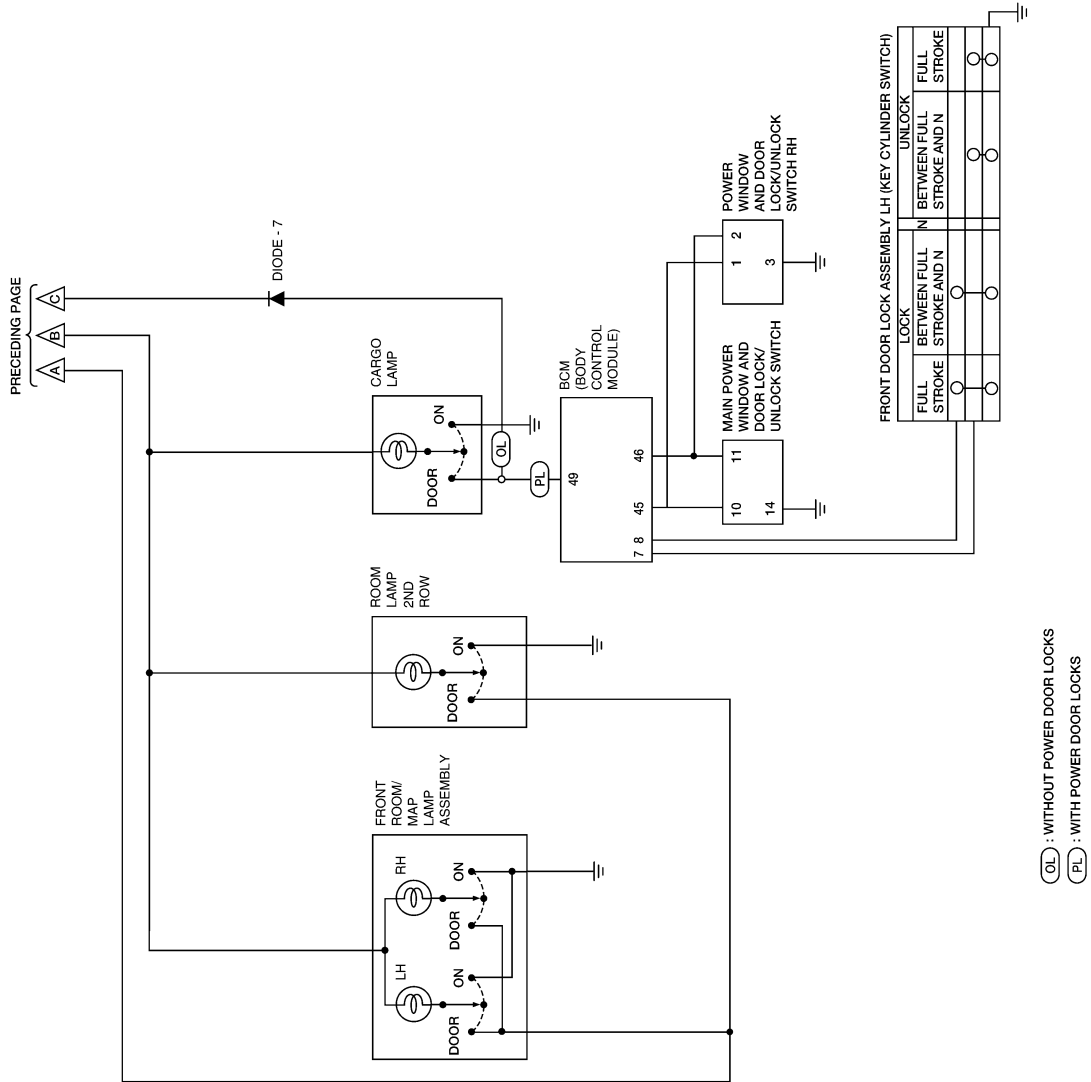 PRECEDING PAGE
A
B
C
DIODE - 7
CARGO
LAMP
DOOR
ON
OL
PL
BCM
(BODY
CONTROL
MODULE)
49
7
8
45
46
POWER
WINDOW
AND DOOR
LOCK/UNLOCK
SWITCH RH
1
2
3
MAIN POWER
WINDOW AND
DOOR LOCK/
UNLOCK SWITCH
10
11
14
FRONT DOOR LOCK ASSEMBLY LH (KEY CYLINDER SWITCH)
LOCK
N
UNLOCK
FULL
STROKE
BETWEEN FULL
STROKE AND N
BETWEEN FULL
STROKE AND N
FULL
STROKE
ROOM
LAMP
2ND
ROW
DOOR
ON
FRONT
ROOM/
MAP
LAMP
ASSEMBLY
LH
RH
DOOR
ON
DOOR
ON
OL : WITHOUT POWER DOOR LOCKS
PL : WITH POWER DOOR LOCKS